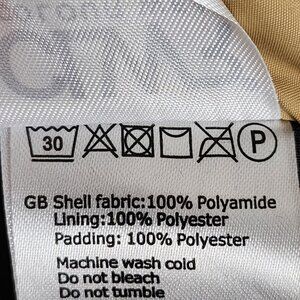 30
P
GB Shell fabric:100% Polyamide
Lining:100% Polyester
Padding: 100% Polyester
Machine wash cold
Do not bleach
Do not tumble